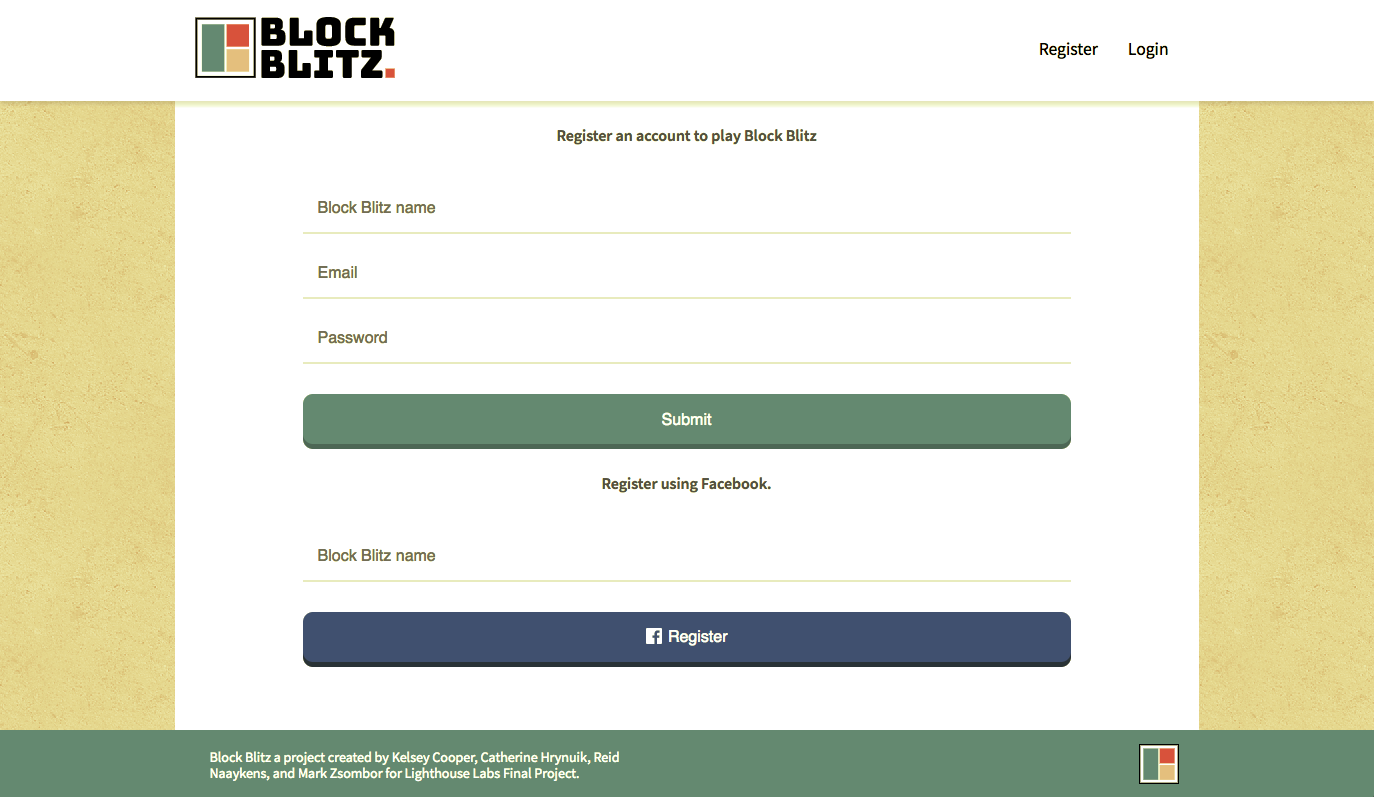 BLOCK
BLITZ.
Register
Login
Register an account to play Block Blitz
Block Blitz name
Email
Password
Submit
Register using Facebook.
Block Blitz name
Register
Block Blitz a project created by Kelsey Cooper, Catherine Hrynuik, Reid
Naaykens, and Mark Zsombor for Lighthouse Labs Final Project.